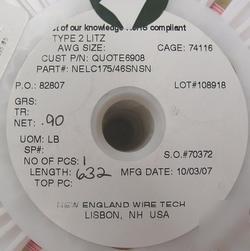 of our knowledge compliant
TYPE 2 LITZ
AWG SIZE: CAGE: 74116
CUST P/N: QUOTE6908
PART#: NELC175/46SNSN
P.O.: 82807 LOT#108918
GRS:
TR:
NET: .90
UOM: LB
SP#: S.O.#70372
NO OF PCS: 1
LENGTH: 632 MFG DATE: 10/03/07
TOP PC:
NEW ENGLAND WIRE TECH
LISBON, NH USA